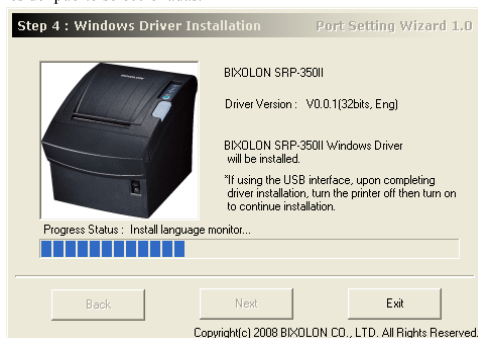 Step 4 : Windows Driver Installation Port Setting Wizard 1.0
BIXOLON SRP-350II
Driver Version : V0.0.1(32bits, Eng)
BIXOLON SRP-350II Windows Driver
will be installed.
*If using the USB interface, upon completing
driver installation, turn the printer off then turn on
to continue installation.
Progress Status : Install language monitor...
Back Next Exit
Copyright(c) 2008 BIXOLON CO., LTD. All Rights Reserved.